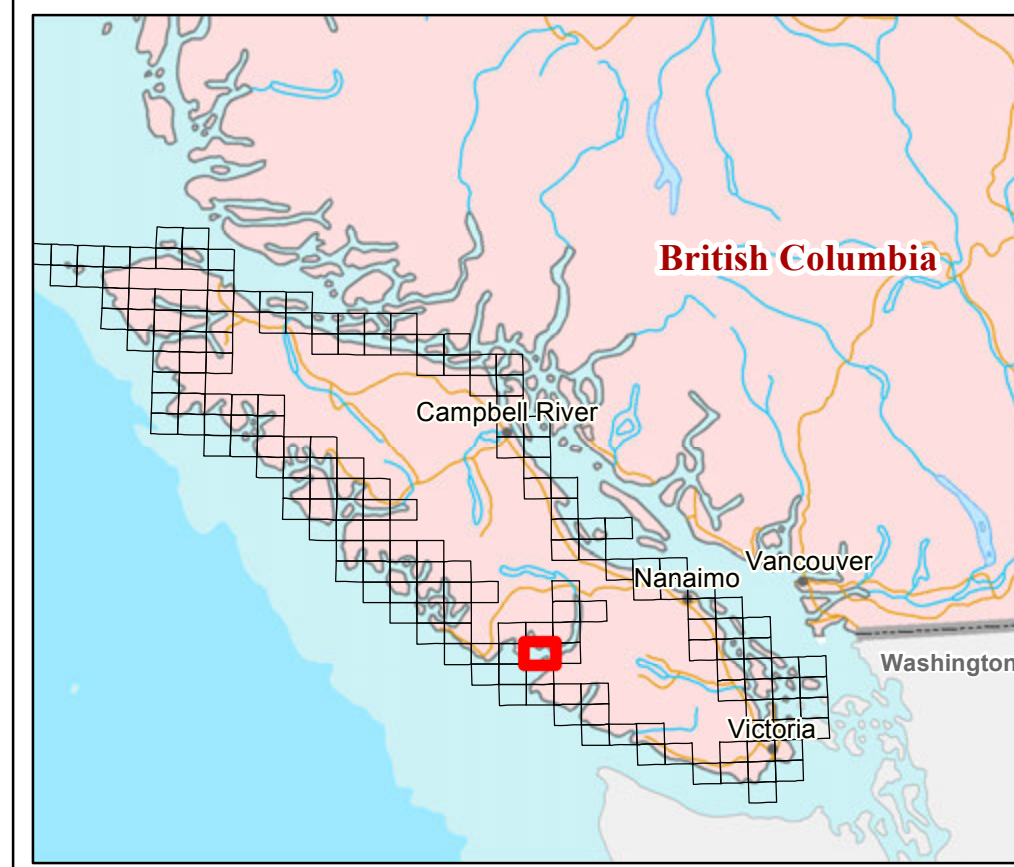 British Columbia
Campbell River
Vancouver
Nanaimo
Washington
Victoria